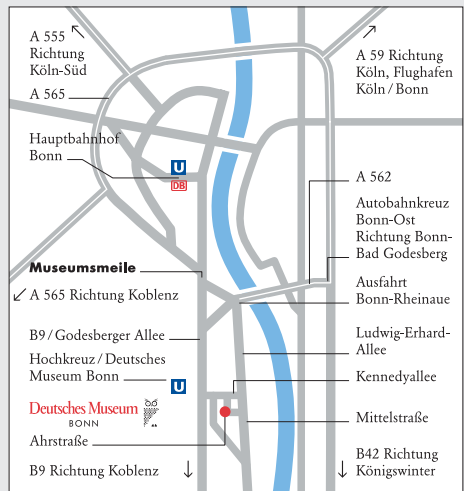 A 555
Richtung
Köln-Süd
A 565
Hauptbahnhof
Bonn
U
DB
Museumsmeile
A 565 Richtung Koblenz
B9/Godesberger Allee
Hochkreuz/Deutsches
Museum Bonn
U
Deutsches Museum
BONN
Ahrstraße
B9 Richtung Koblenz
A 59 Richtung
Köln, Flughafen
Köln/Bonn
A 562
Autobahnkreuz
Bonn-Ost
Richtung Bonn-
Bad Godesberg
Ausfahrt
Bonn-Rheinaue
Ludwig-Erhard-
Allee
Kennedyallee
Mittelstraße
B42 Richtung
Königswinter